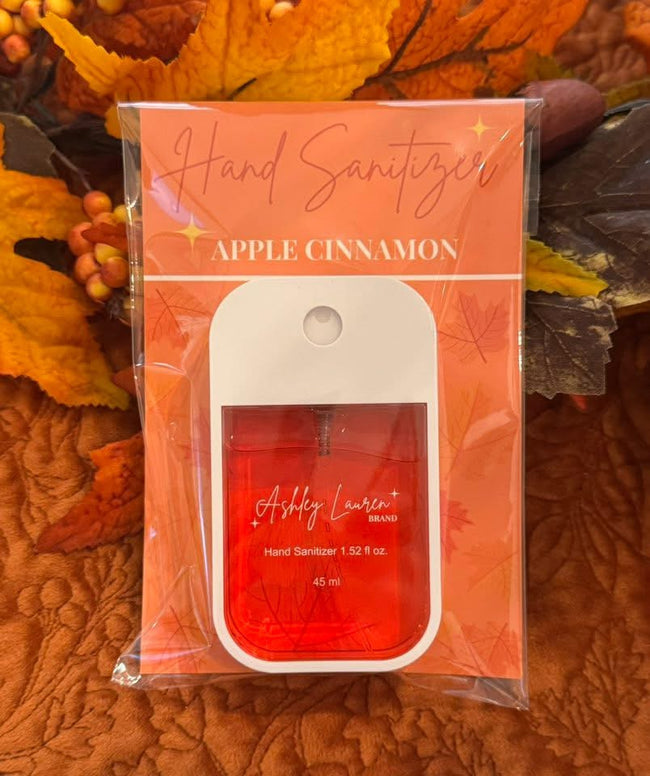 Hand Sanitizer
APPLE CINNAMON
Ashley Lauren
BRAND
Hand Sanitizer 1.52 fl oz.
45 ml